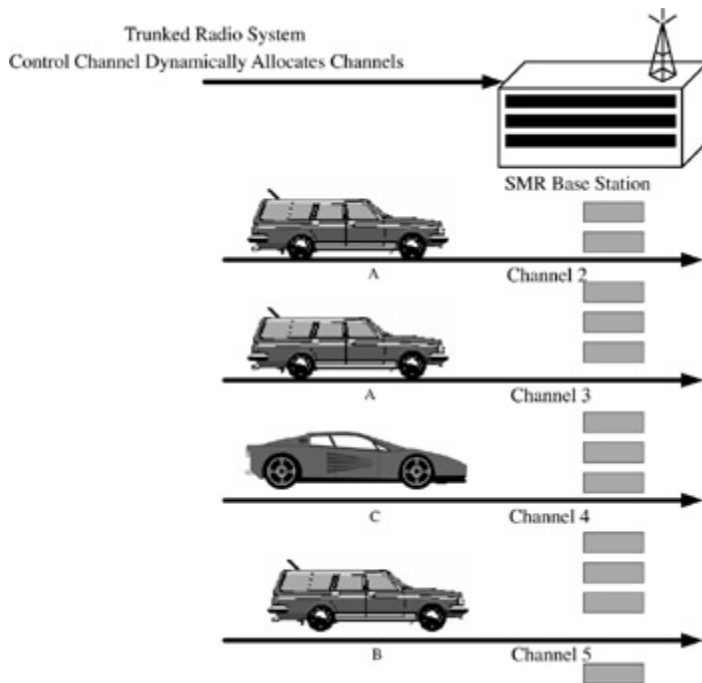 Trunked Radio System
Control Channel Dynamically Allocates Channels
SMR Base Station
A
Channel 2
A
Channel 3
C
Channel 4
B
Channel 5